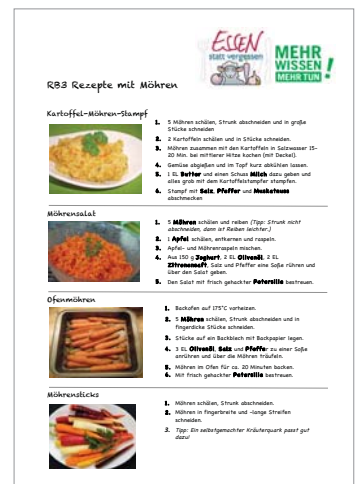 ESSEN
statt vergessen
MEHR
WISSEN
MEHR TUN !
RB3 Rezepte mit Möhren
Kartoffel-Möhren-Stampf
1. 5 Möhren schälen, Strunk abschneiden und in große
Stücke schneiden
2. 2 Kartoffeln schälen und in Stücke schneiden.
3. Möhren zusammen mit den Kartoffeln in Salzwasser 15-
20 Min. bei mittlerer Hitze kochen (mit Deckel).
4. Gemüse abgießen und im Topf kurz abkühlen lassen.
5. 1 EL Butter und einen Schuss Milch dazu geben und
alles grob mit dem Kartoffelstampfer stampfen.
6. Stampf mit Salz, Pfeffer und Muskatnuss
abschmecken
Möhrensalat
1. 5 Möhren schälen und reiben (Tipp: Strunk nicht
abschneiden, dann ist Reiben leichter.)
2. 1 Apfel schälen, entkernen und raspeln.
3. Apfel- und Möhrenraspeln mischen.
4. Aus 150 g Joghurt, 2 EL Olivenöl, 2 EL
Zitronensaft, Salz und Pfeffer eine Soße rühren und
über den Salat geben.
5. Den Salat mit frisch gehackter Petersilie bestreuen.
Ofenmöhren
1. Backofen auf 175°C vorheizen.
2. 5 Möhren schälen, Strunk abschneiden und in
fingerdicke Stücke schneiden.
3. Stücke auf ein Backblech mit Backpapier legen.
4. 3 EL Olivenöl, Salz und Pfeffer zu einer Soße
anrühren und über die Möhren träufeln.
5. Möhren im Ofen für ca. 20 Minuten backen.
6. Mit frisch gehackter Petersilie bestreuen.
Möhrensticks
1. Möhren schälen, Strunk abschneiden.
2. Möhren in fingerbreite und -lange Streifen
schneiden.
3. Tipp: Ein selbstgemachter Kräuterquark passt gut
dazu!